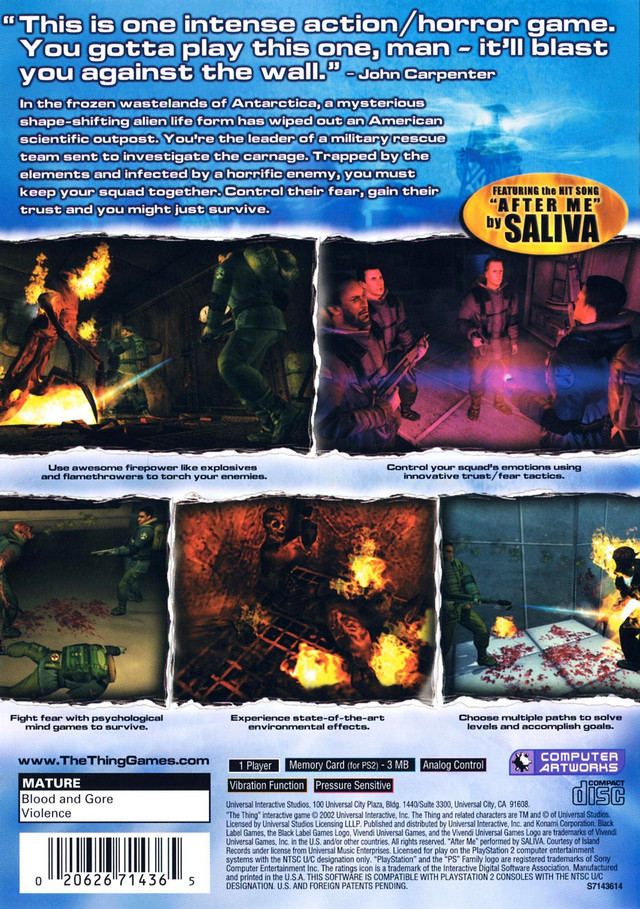 “This is one intense action/horror game.
You gotta play this one, man - it’ll blast
you against the wall.” - John Carpenter
In the frozen wastelands of Antarctica, a mysterious
shape-shifting alien life form has wiped out an American
scientific outpost. You’re the leader of a military rescue
team sent to investigate the carnage. Trapped by the
elements and infected by a horrific enemy, you must
keep your squad together. Control their fear, gain their
trust and you might just survive.
FEATURING the HIT SONG
“AFTER ME”
by SALIVA
Use awesome firepower like explosives
and flamethrowers to torch your enemies.
Control your squad’s emotions using
innovative trust/fear tactics.
Fight fear with psychological
mind games to survive.
Experience state-of-the-art
environmental effects.
Choose multiple paths to solve
levels and accomplish goals.
www.TheThingGames.com
MATURE
Blood and Gore
Violence
1 Player
Memory Card (for PS2) - 3 MB
Analog Control
Vibration Function
Pressure Sensitive
COMPUTER
ARTWORKS
COMPACT
disc
Universal Interactive Studios, 100 Universal City Plaza, Bldg. 1440/Suite 3300, Universal City, CA 91608.
"The Thing" interactive game © 2002 Universal Interactive, Inc. The Thing and related characters are TM and © of Universal Studios.
Licensed by Universal Studios Licensing LLLP. Published and distributed by Universal Interactive, Inc. and Konami Corporation. Black
Label Games, the Black Label Games Logo, Vivendi Universal Games, and the Vivendi Universal Games Logo are trademarks of Vivendi
Universal Games, Inc. in the U.S. and/or other countries. All rights reserved. "After Me" performed by SALIVA. Courtesy of Island
Records under license from Universal Music Enterprises. Licensed for play on the PlayStation 2 computer entertainment
systems with the NTSC U/C designation only. "PlayStation" and the "PS" Family logo are registered trademarks of Sony
Computer Entertainment Inc. The ratings icon is a trademark of the Interactive Digital Software Association. Manufactured
and printed in the U.S.A. THIS SOFTWARE IS COMPATIBLE WITH PLAYSTATION 2 CONSOLES WITH THE NTSC U/C
DESIGNATION. U.S. AND FOREIGN PATENTS PENDING.
S7143614
0 20626 71436 5